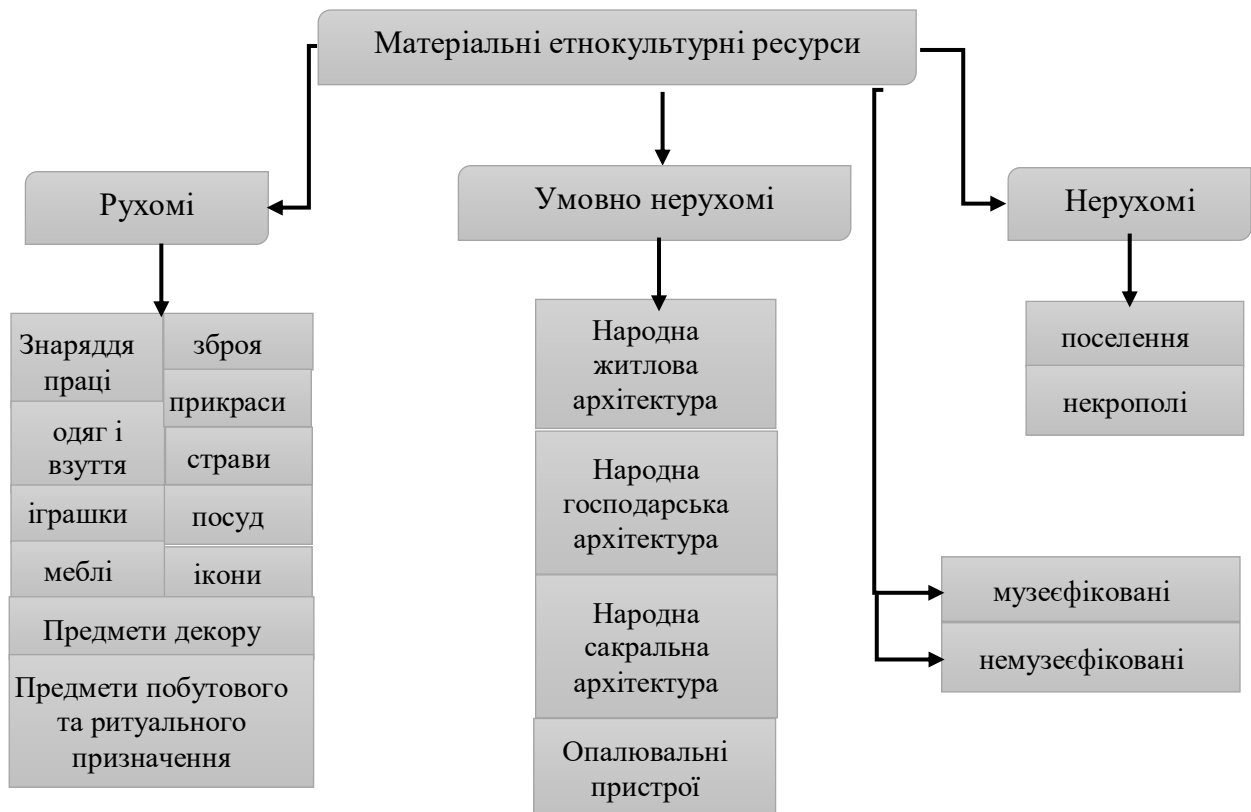 Матеріальні етнокультурні ресурси
Рухомі
Умовно нерухомі
Нерухомі
Знаряддя
праці
зброя
прикраси
одяг і
взуття
страви
іграшки
посуд
меблі
ікони
Предмети декору
Предмети побутового
та ритуального
призначення
Народна
житлова
архітектура
Народна
господарська
архітектура
Народна
сакральна
архітектура
Опалювальні
пристрої
поселення
некрополі
музеєфіковані
немузеєфіковані